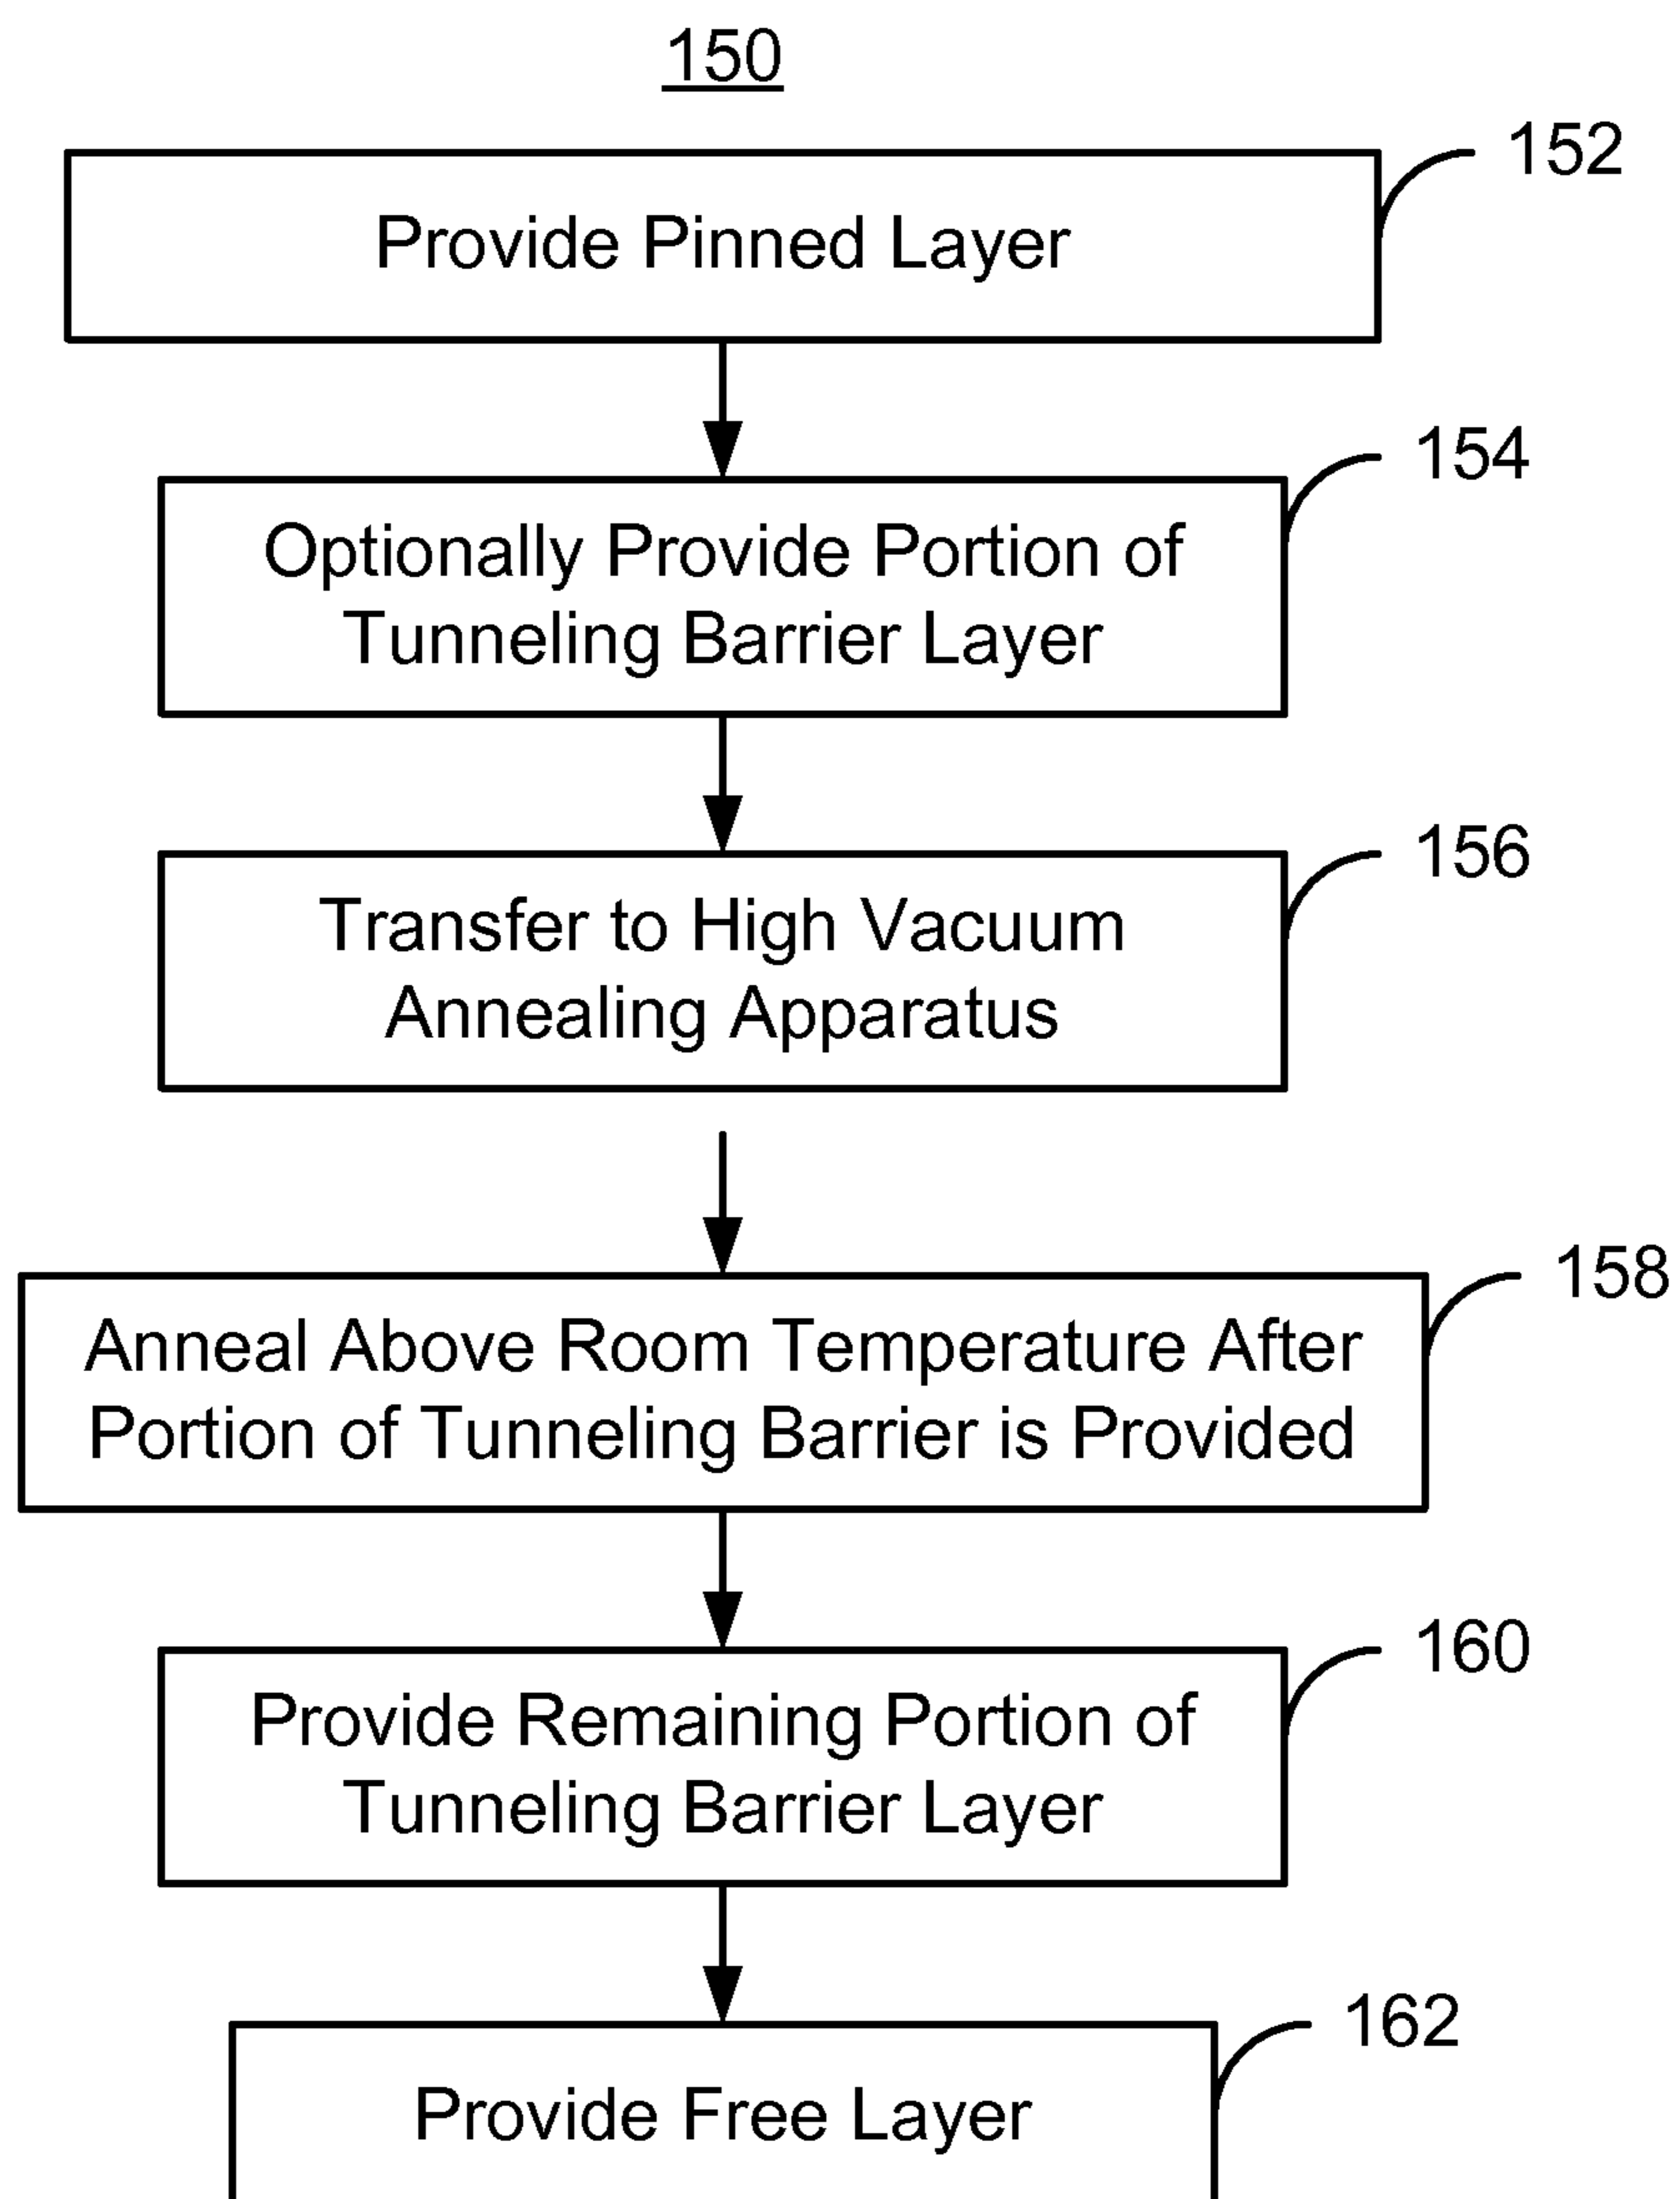 150
152
Provide Pinned Layer
154
Optionally Provide Portion of
Tunneling Barrier Layer
156
Transfer to High Vacuum
Annealing Apparatus
158
Anneal Above Room Temperature After
Portion of Tunneling Barrier is Provided
160
Provide Remaining Portion of
Tunneling Barrier Layer
162
Provide Free Layer